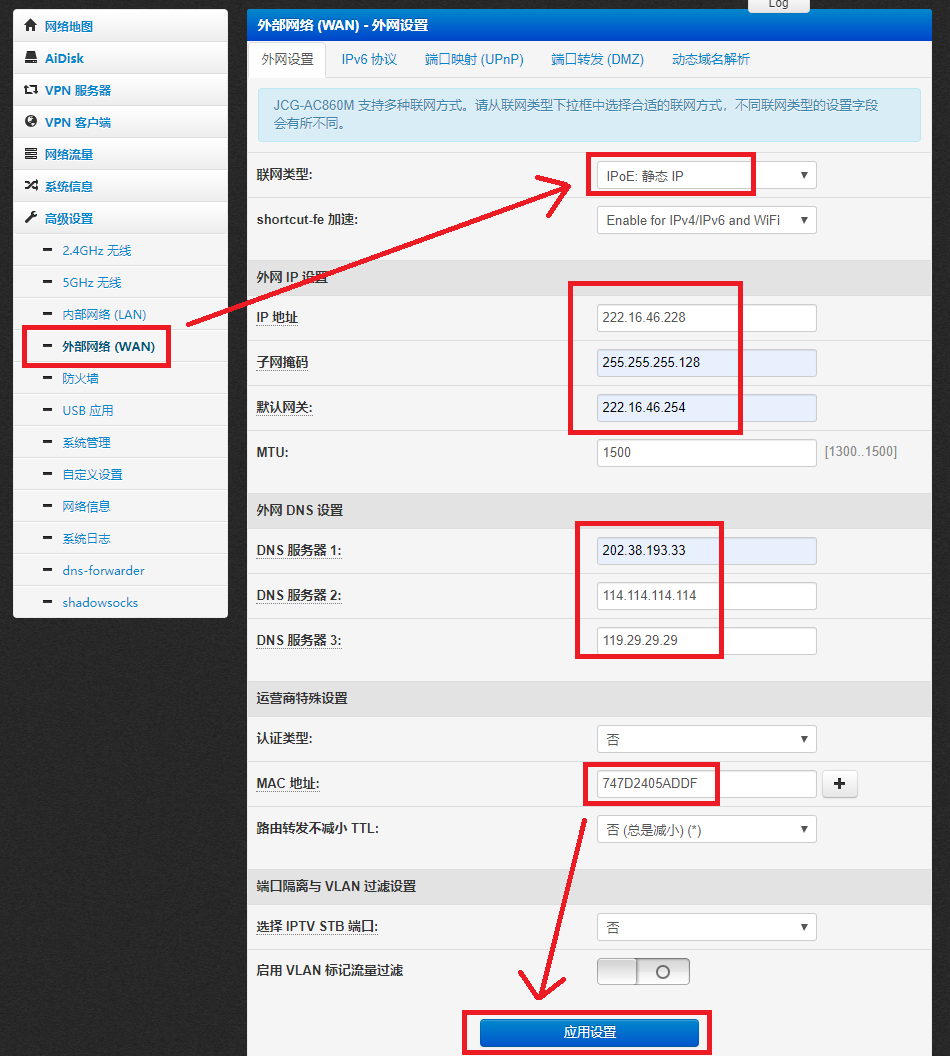 Log
网络地图
AiDisk
VPN 服务器
VPN 客户端
网络流量
系统信息
高级设置
2.4GHz 无线
5GHz 无线
内部网络 (LAN)
外部网络 (WAN)
防火墙
USB 应用
系统管理
自定义设置
网络信息
系统日志
dns-forwarder
shadowsocks
外部网络 (WAN) - 外网设置
外网设置 IPv6 协议 端口映射 (UPnP) 端口转发 (DMZ) 动态域名解析
JCG-AC860M 支持多种联网方式。请从联网类型下拉框中选择合适的联网方式，不同联网类型的设置字段
会有所不同。
联网类型: IPoE: 静态 IP
shortcut-fe 加速: Enable for IPv4/IPv6 and WiFi
外网 IP 设置
IP 地址 222.16.46.228
子网掩码 255.255.255.128
默认网关: 222.16.46.254
MTU: 1500 [1300..1500]
外网 DNS 设置
DNS 服务器 1: 202.38.193.33
DNS 服务器 2: 114.114.114.114
DNS 服务器 3: 119.29.29.29
运营商特殊设置
认证类型: 否
MAC 地址: 747D2405ADDF
路由转发不减小 TTL: 否 (总是减小) (*)
端口隔离与 VLAN 过滤设置
选择 IPTV STB 端口: 否
启用 VLAN 标记流量过滤
应用设置